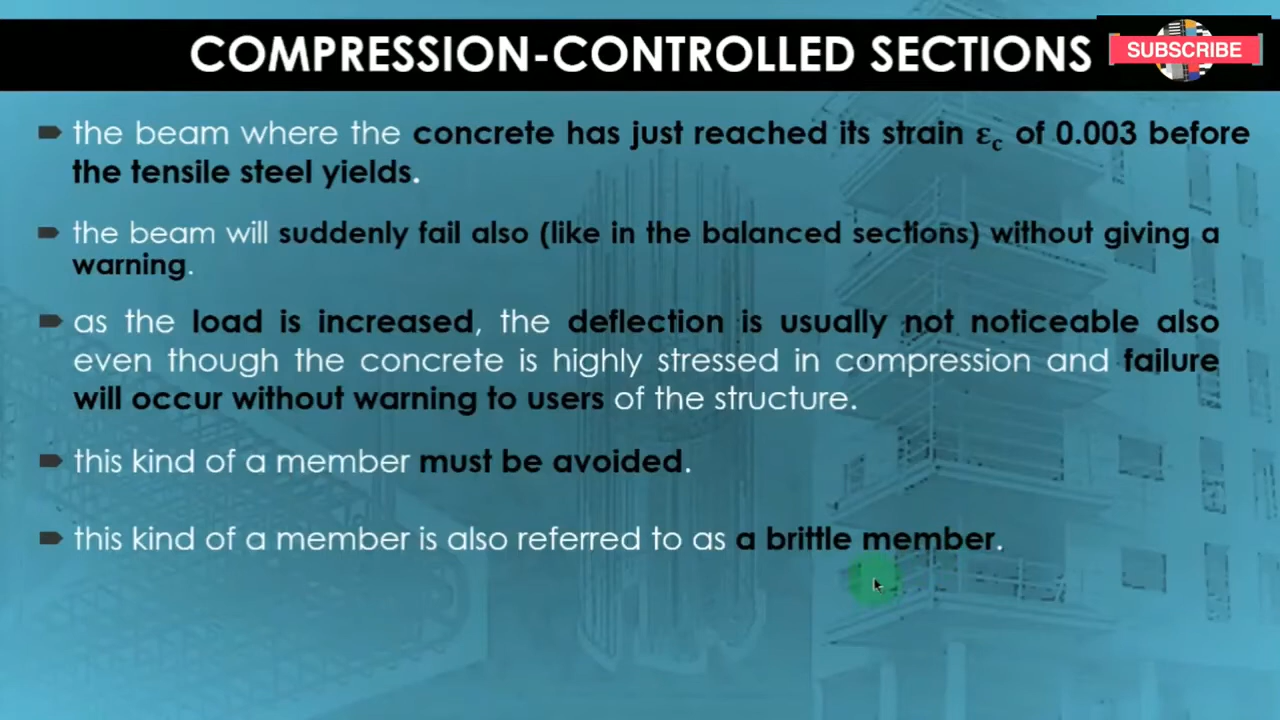 COMPRESSION-CONTROLLED SECTIONS
SUBSCRIBE
the beam where the concrete has just reached its strain εc of 0.003 before
the tensile steel yields.
the beam will suddenly fail also (like in the balanced sections) without giving a
warning.
as the load is increased, the deflection is usually not noticeable also
even though the concrete is highly stressed in compression and failure
will occur without warning to users of the structure.
this kind of a member must be avoided.
this kind of a member is also referred to as a brittle member.